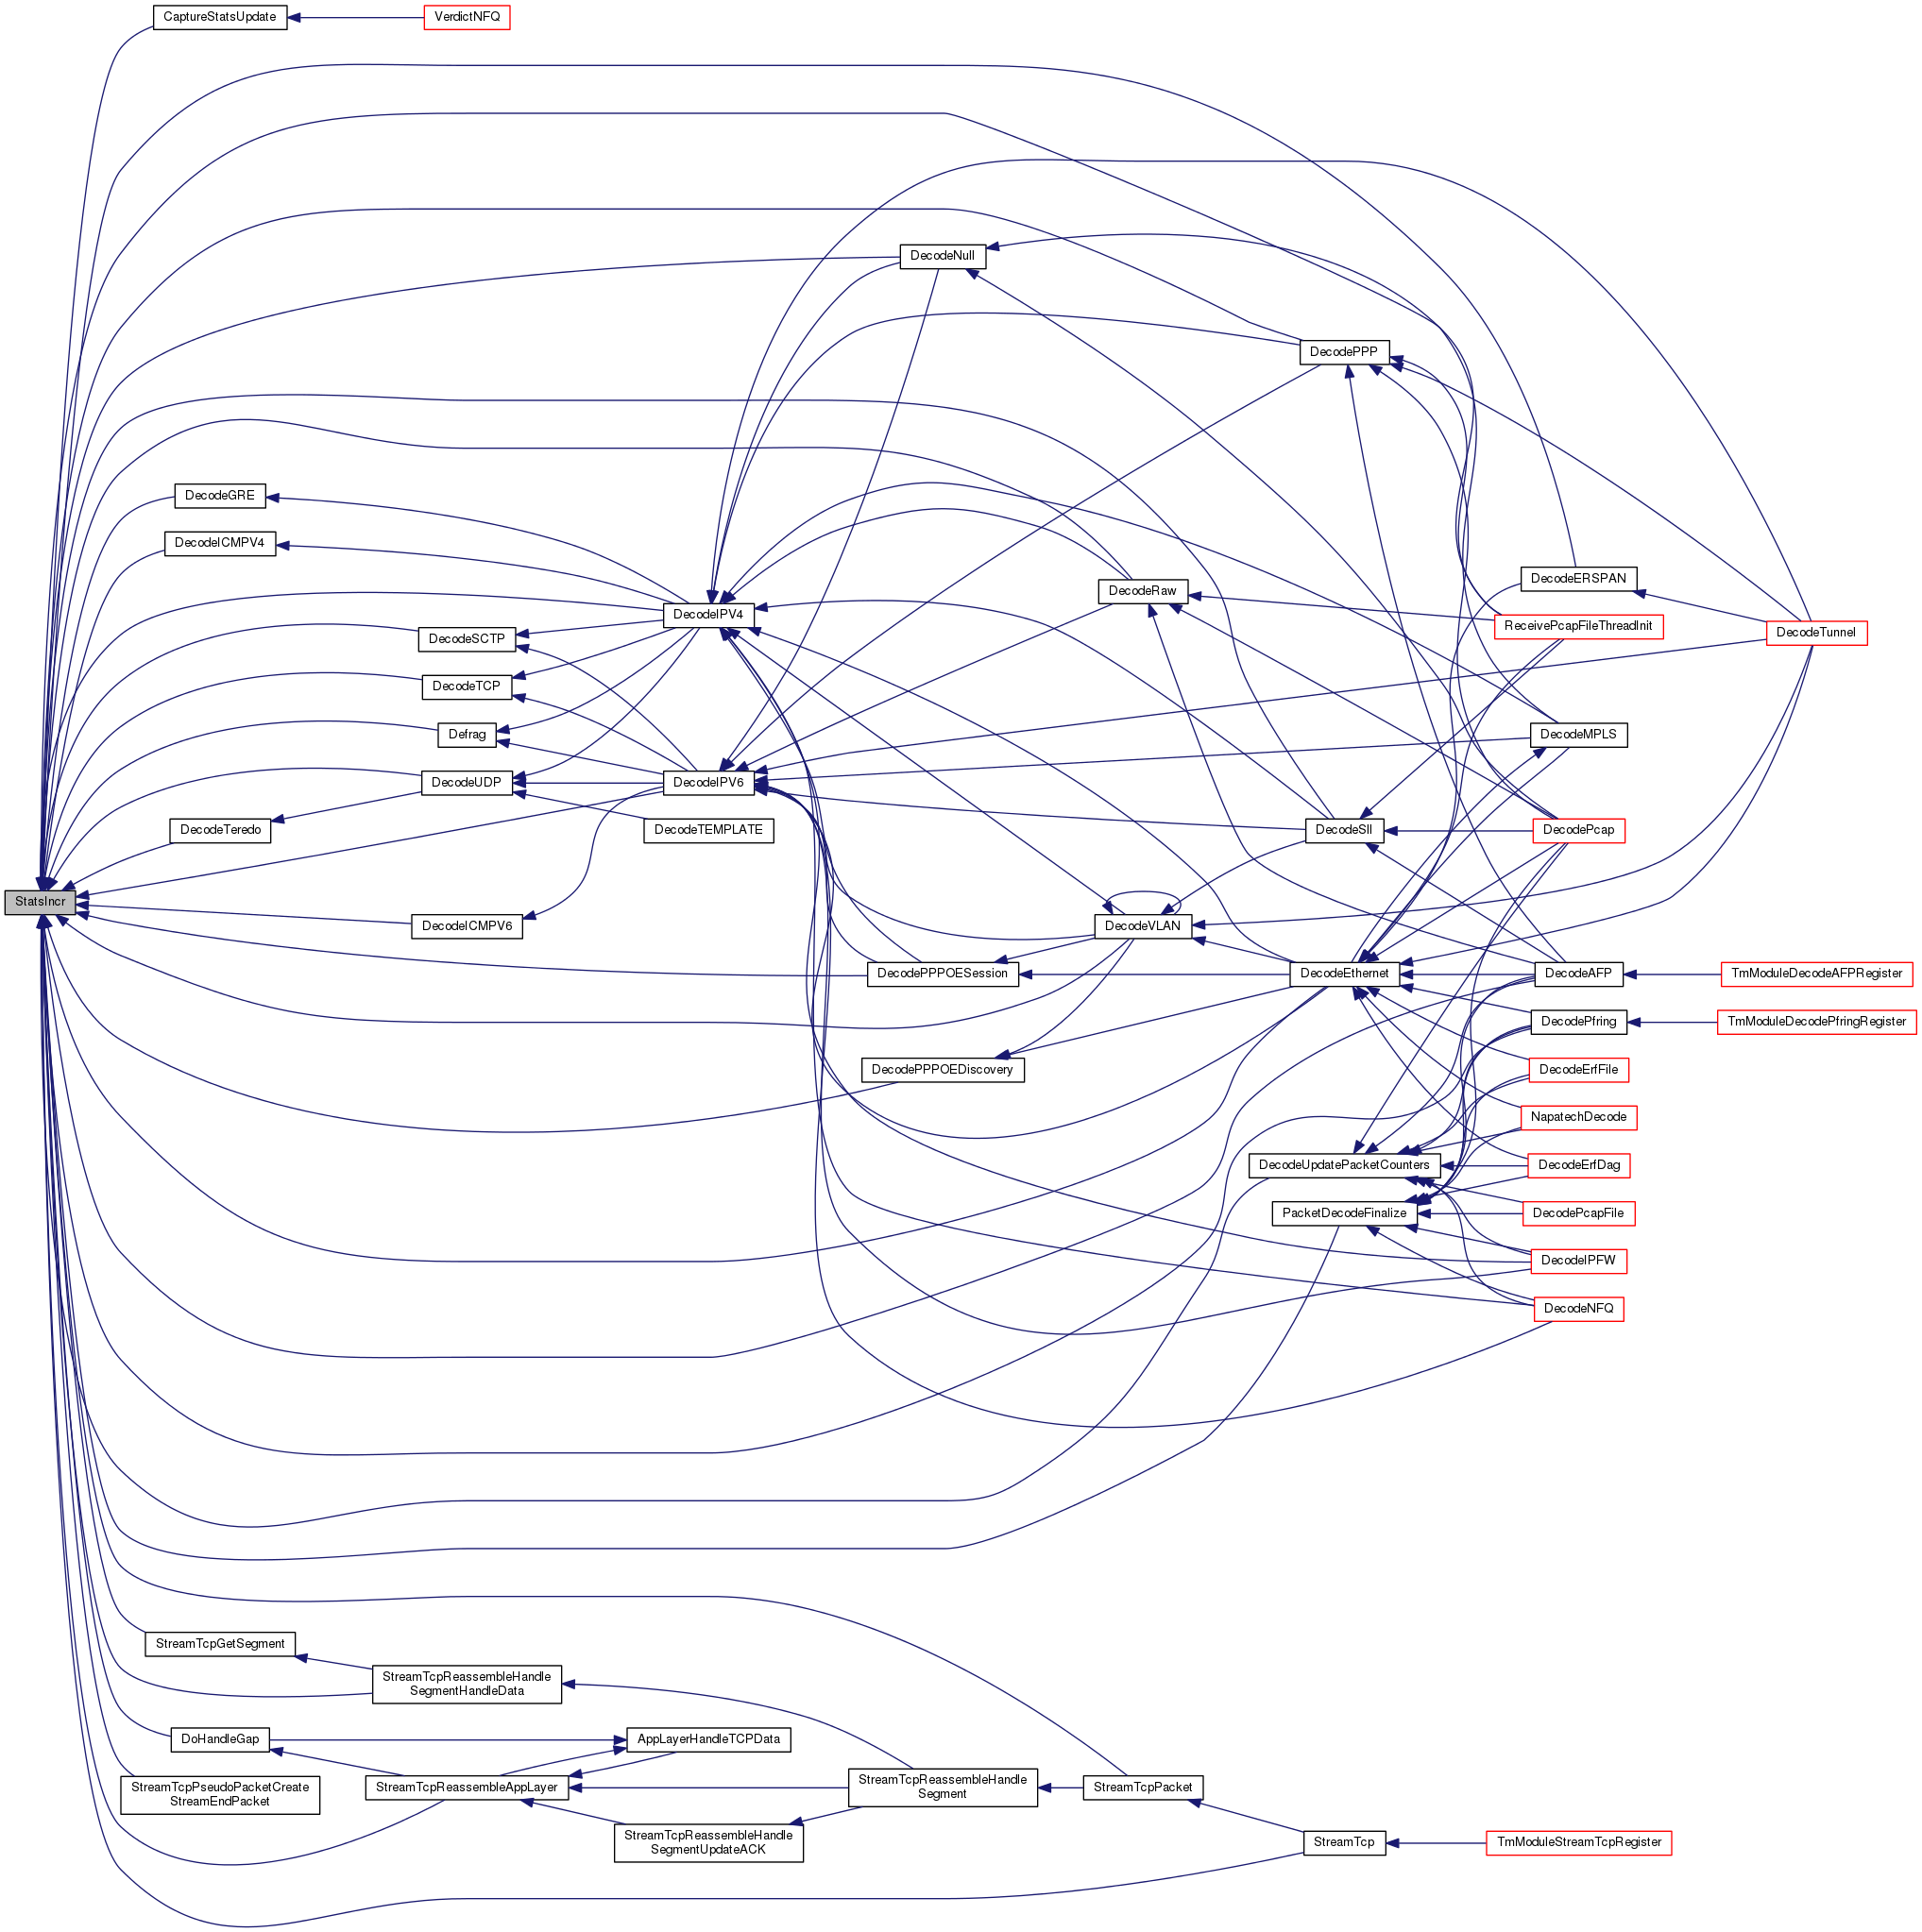 CaptureStatsUpdate
VerdictNFQ
DecodeNull
DecodePPP
DecodeGRE
DecodeICMPV4
DecodeERSPAN
DecodeRaw
DecodeIPV4
ReceivePcapFileThreadInit
DecodeTunnel
DecodeSCTP
DecodeTCP
Defrag
DecodeMPLS
DecodeUDP
DecodeIPV6
DecodeTeredo
DecodeTEMPLATE
DecodeSll
DecodePcap
StatsIncr
DecodeICMPV6
DecodeVLAN
DecodePPPOESession
DecodeEthernet
DecodeAFP
TmModuleDecodeAFPRegister
DecodePfring
TmModuleDecodePfringRegister
DecodePPPOEDiscovery
DecodeErfFile
NapatechDecode
DecodeUpdatePacketCounters
DecodeErfDag
PacketDecodeFinalize
DecodePcapFile
DecodeIPFW
DecodeNFQ
StreamTcpGetSegment
StreamTcpReassembleHandle
SegmentHandleData
DoHandleGap
AppLayerHandleTCPData
StreamTcpPseudoPacketCreate
StreamEndPacket
StreamTcpReassembleAppLayer
StreamTcpReassembleHandle
Segment
StreamTcpPacket
StreamTcpReassembleHandle
SegmentUpdateACK
StreamTcp
TmModuleStreamTcpRegister